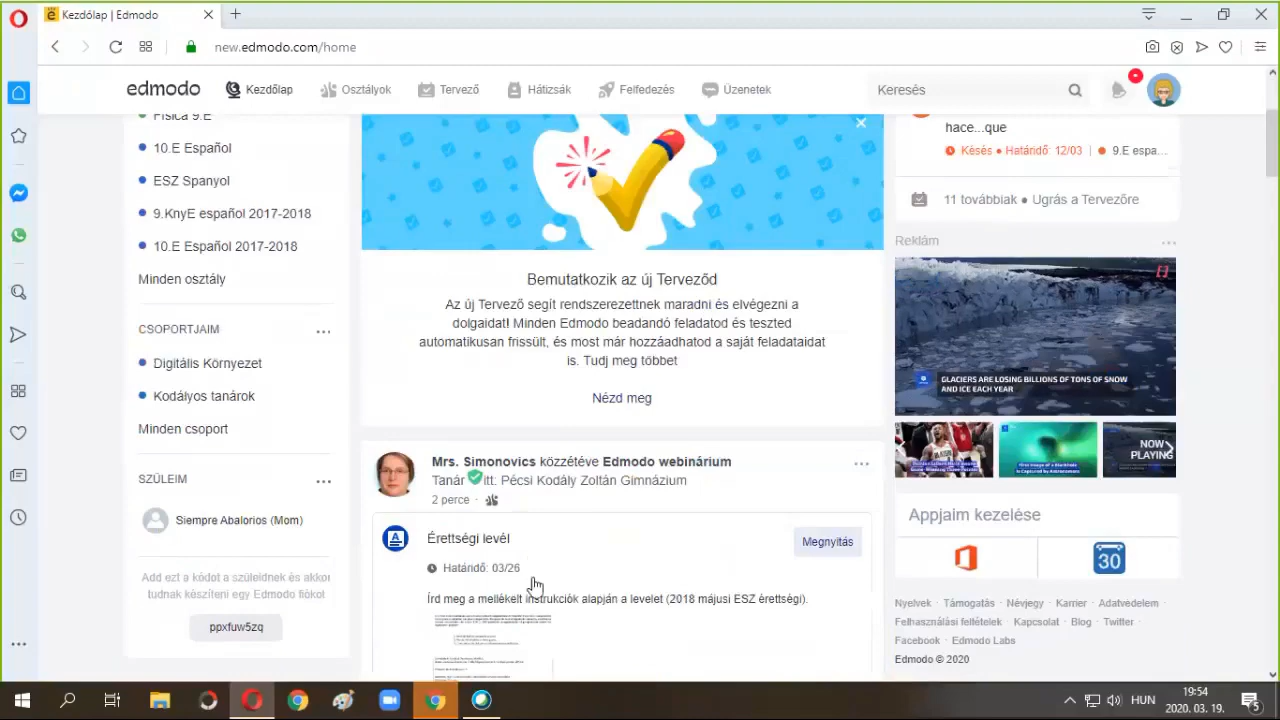 Kezdőlap | Edmodo
new.edmodo.com/home
edmodo
Kezdőlap
Osztályok
Tervező
Hátizsák
Felfedezés
Üzenetek
Keresés
Fisica 9.E
10.E Español
ESZ Spanyol
9.KnyE español 2017-2018
10.E Español 2017-2018
Minden osztály
CSOPORTJAIM
Digitális Környezet
Kodályos tanárok
Minden csoport
SZÜLEIM
Siempre Abalorios (Mom)
Add ezt a kódot a szüleidnek és akkor
tudnak készíteni egy Edmodo fiókot
Bemutatkozik az új Terveződ
Az új Tervező segít rendszerezettnek maradni és elvégezni a
dolgaidat! Minden Edmodo beadandó feladatod és teszted
automatikusan frissült, és most már hozzáadhatod a saját feladataidat
is. Tudj meg többet
Nézd meg
Mrs. Simonovics közzétéve Edmodo webinárium
Tanár itt: Pécsi Kodály Zoltán Gimnázium
2 perce
Érettségi levél
Megnyitás
Határidő: 03/26
Írd meg a mellékelt instrukciók alapján a levelet (2018 májusi ESZ érettségi).
hace...que
Késés • Határidő: 12/03 | • 9.E espa...
11 továbbiak • Ugrás a Tervezőre
Reklám
GLACIERS ARE LOSING BILLIONS OF TONS OF SNOW
AND ICE EACH YEAR
NOW
PLAYING
Appjaim kezelése
30
Nyelvek Támogatás Névjegy Karrier Adatvédelem
Felhasználási feltételek Kapcsolat Blog Twitter
Facebook Edmodo Labs
Edmodo © 2020
HUN
19:54
2020. 03. 19.
5